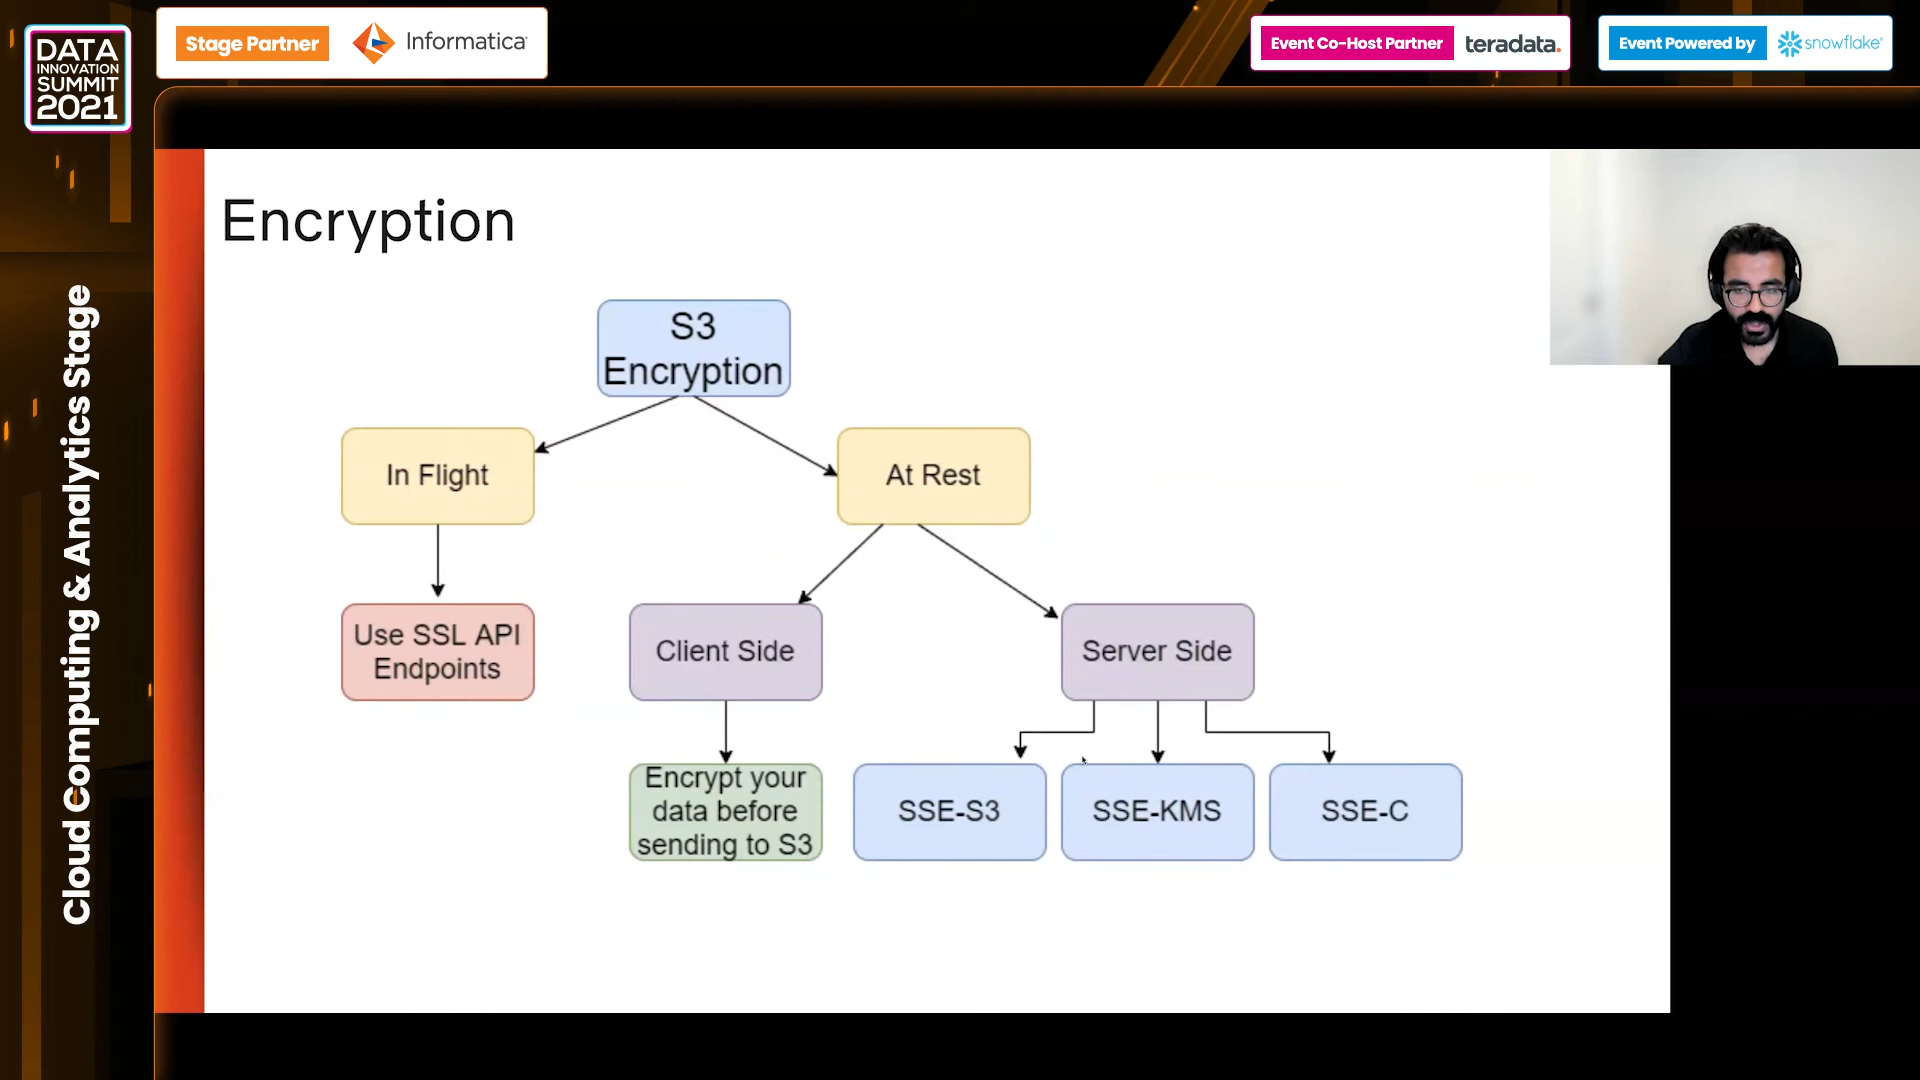 DATA
INNOVATION
SUMMIT
2021
Stage Partner
Informatica
Event Co-Host Partner
teradata.
Event Powered by
snowflake
Cloud Computing & Analytics Stage
Encryption
S3
Encryption
In Flight
At Rest
Use SSL API
Endpoints
Client Side
Server Side
Encrypt your
data before
sending to S3
SSE-S3
SSE-KMS
SSE-C